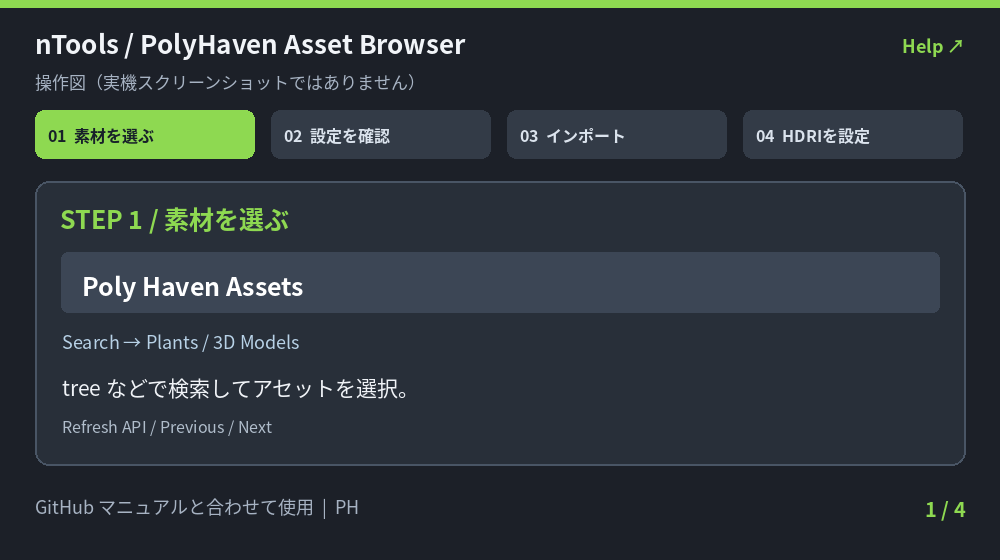 nTools / PolyHaven Asset Browser
Help ↗
操作図（実機スクリーンショットではありません）
01 素材を選ぶ
02 設定を確認
03 インポート
04 HDRIを設定
STEP 1 / 素材を選ぶ
Poly Haven Assets
Search → Plants / 3D Models
tree などで検索してアセットを選択。
Refresh API / Previous / Next
GitHub マニュアルと合わせて使用 | PH
1 / 4